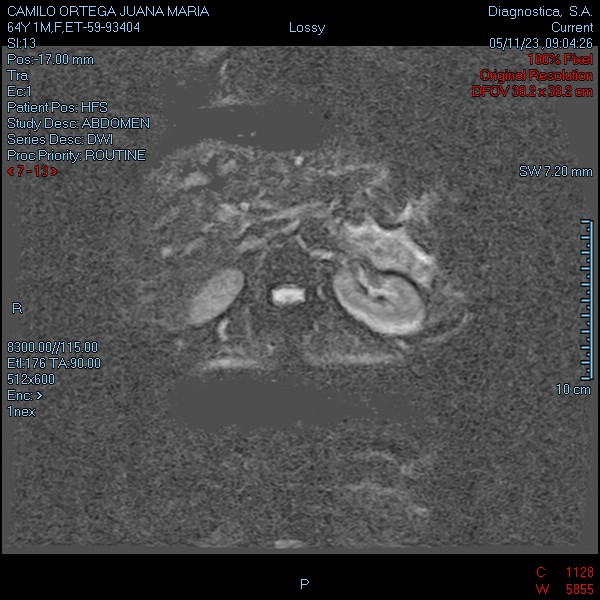 CAMILO ORTEGA JUANA MARIA
64Y 1M,F,ET-59-93404
Sl:13
Pos:-17.00 mm
Tra
Ec:1
Patient Pos: HFS
Study Desc: ABDOMEN
Series Desc: DWI
Proc Priority: ROUTINE
< 7 - 13 >
Lossy
Diagnostica, S.A.
Current
05/11/23 ,09:04:26
100% Pixel
Original Resolution
DFOV 38.2 x 38.2 cm
SW 7.20 mm
R
8300.00//115.00
Etl:176 TA:90.00
512x600
Enc: >
1nex
10 cm
P
C 1128
W 5855